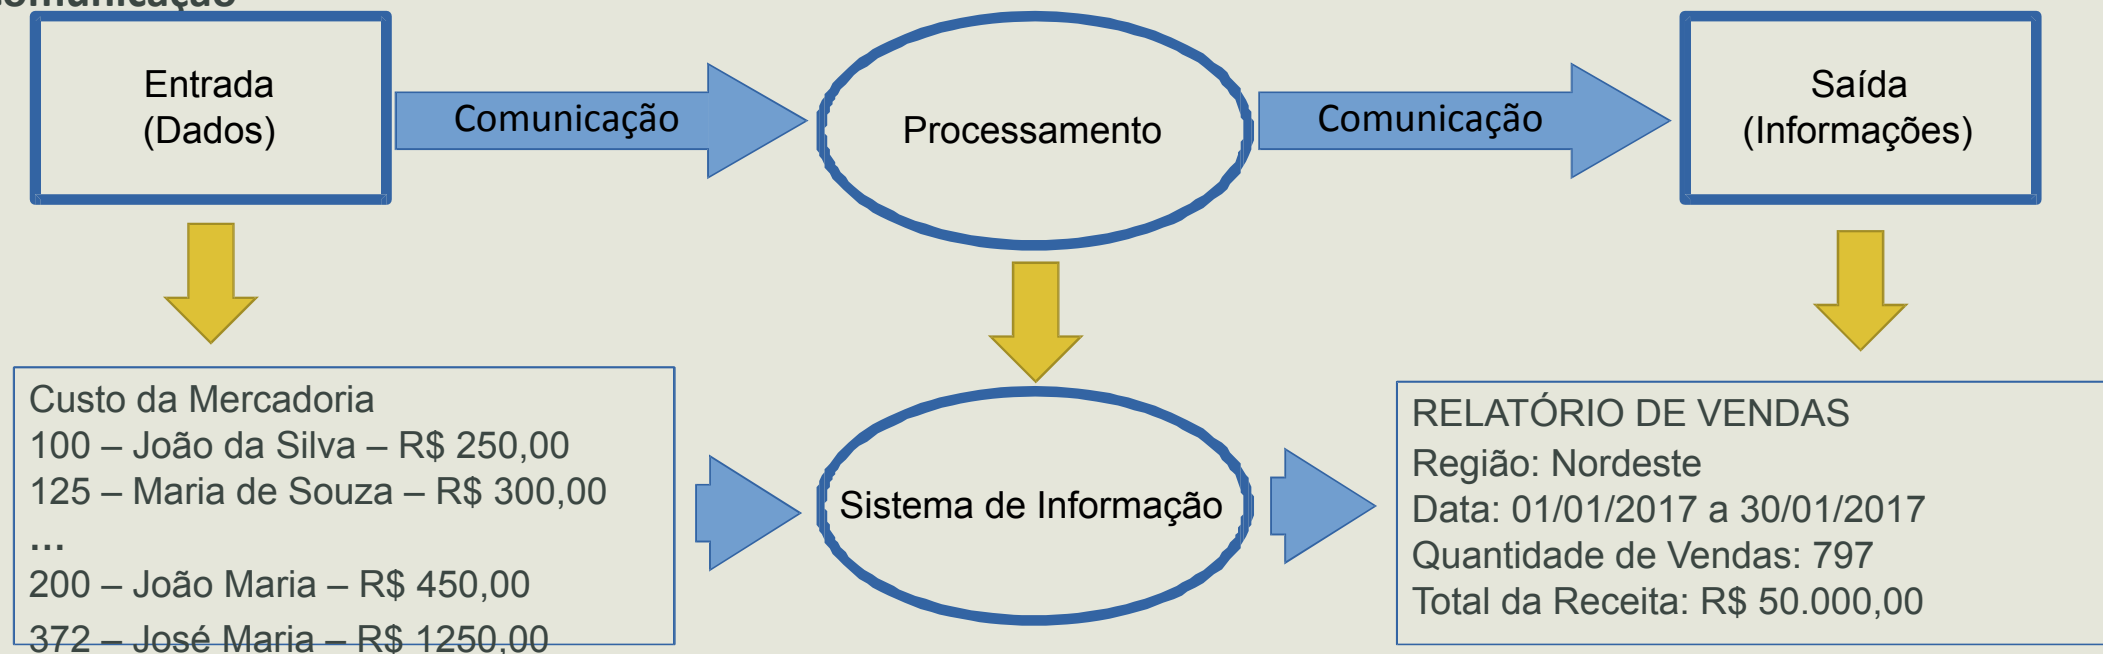 Entrada
(Dados)
Comunicação
Processamento
Comunicação
Saída
(Informações)
Custo da Mercadoria
100 – João da Silva – R$ 250,00
125 – Maria de Souza – R$ 300,00
...
200 – João Maria – R$ 450,00
372 – José Maria – R$ 1250,00
Sistema de Informação
RELATÓRIO DE VENDAS
Região: Nordeste
Data: 01/01/2017 a 30/01/2017
Quantidade de Vendas: 797
Total da Receita: R$ 50.000,00